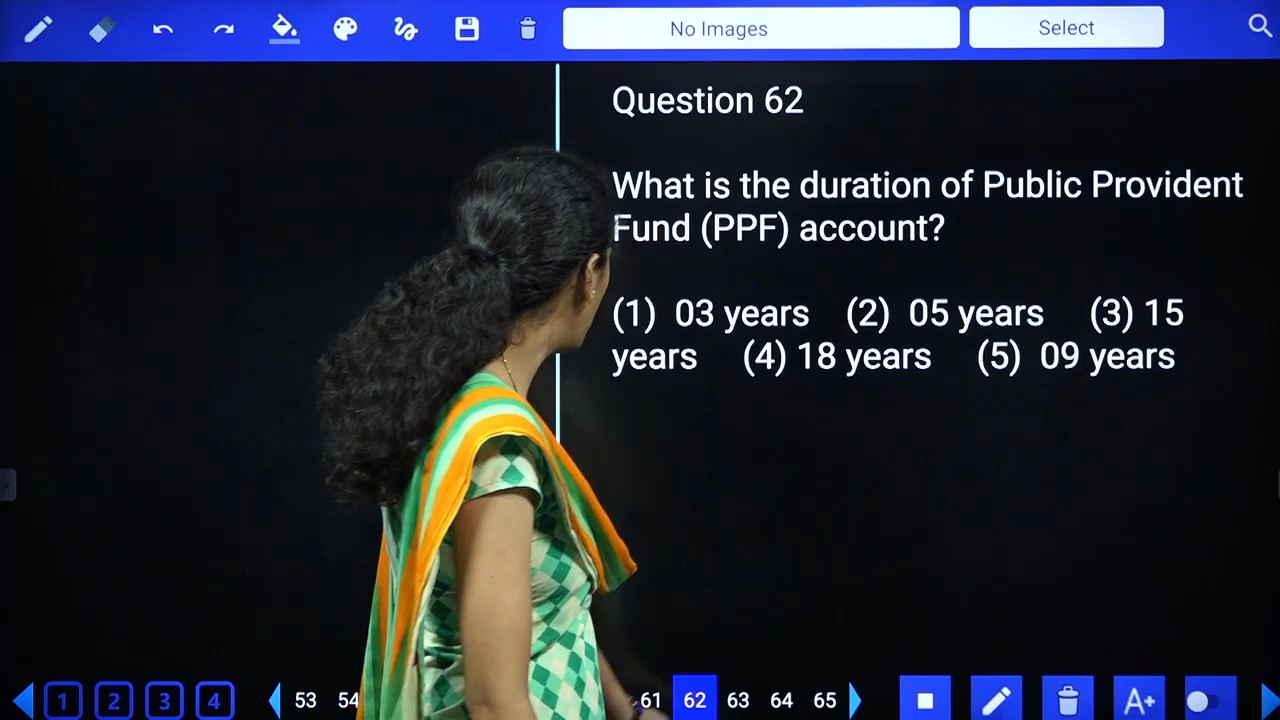 No Images
Select
Question 62
What is the duration of Public Provident
Fund (PPF) account?
(1) 03 years (2) 05 years (3) 15
years (4) 18 years (5) 09 years
1 2 3 4 53 54 61 62 63 64 65 A+